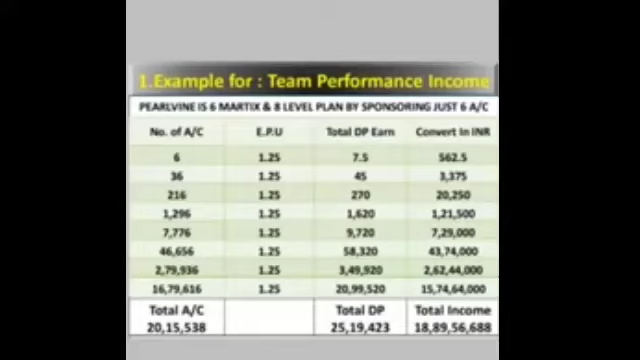 1.Example for : Team Performance Income
PEARLVINE IS 6 MARTIX & 8 LEVEL PLAN BY SPONSORING JUST 6 A/C
No. of A/C E.P.U Total DP Earn Convert In INR
6 1.25 7.5 562.5
36 1.25 45 3,375
216 1.25 270 20,250
1,296 1.25 1,620 1,21,500
7,776 1.25 9,720 7,29,000
46,656 1.25 58,320 43,74,000
2,79,936 1.25 3,49,920 2,62,44,000
16,79,616 1.25 20,99,520 15,74,64,000
Total A/C Total DP Total Income
20,15,538 25,19,423 18,89,56,688